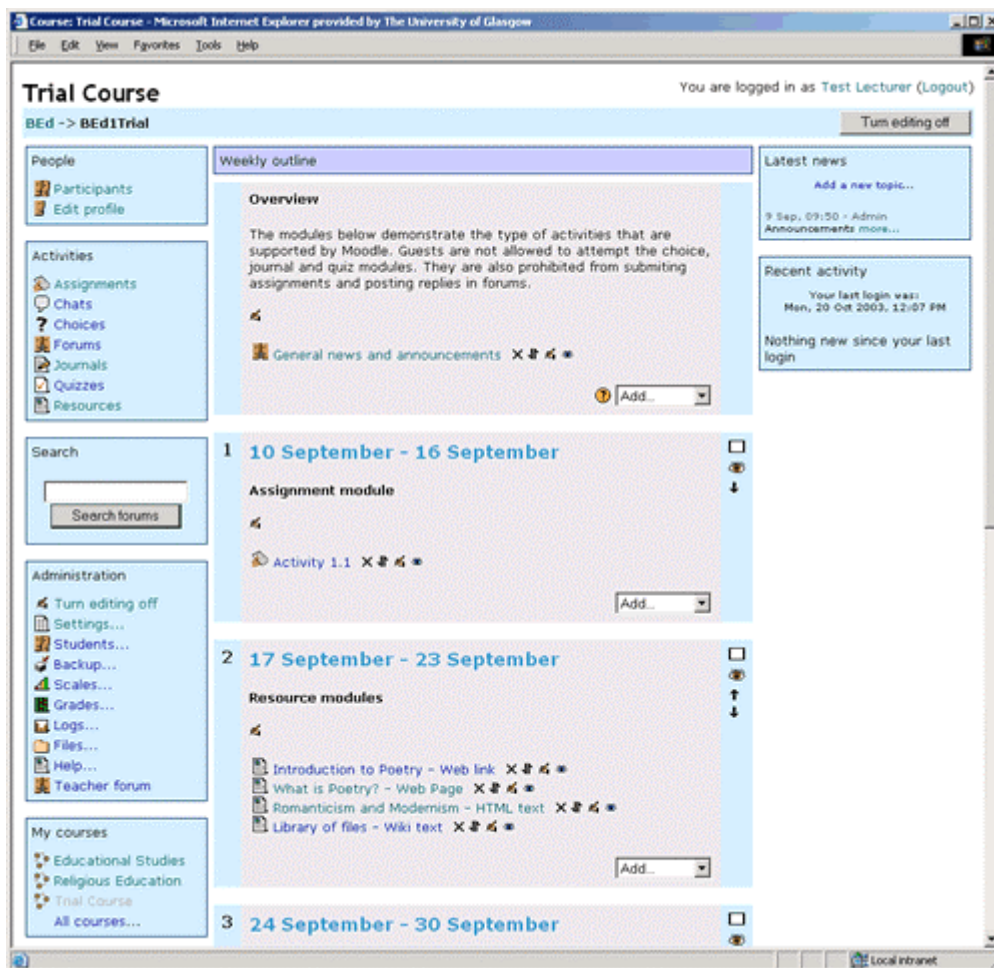 Course: Trial Course - Microsoft Internet Explorer provided by The University of Glasgow
File Edit View Favorites Tools Help
Trial Course
You are logged in as Test Lecturer (Logout)
BEd -> BEd1Trial
Turn editing off
People
Participants
Edit profile
Activities
Assignments
Chats
? Choices
Forums
Journals
Quizzes
Resources
Search
Search forums
Administration
Turn editing off
Settings...
Students...
Backup...
Scales...
Grades...
Logs...
Files...
Help...
Teacher forum
My courses
Educational Studies
Religious Education
Trial Course
All courses...
Weekly outline
Overview
The modules below demonstrate the type of activities that are
supported by Moodle. Guests are not allowed to attempt the choice,
journal and quiz modules. They are also prohibited from submiting
assignments and posting replies in forums.
General news and announcements
? Add...
1 10 September - 16 September
Assignment module
Activity 1.1
Add...
2 17 September - 23 September
Resource modules
Introduction to Poetry - Web link
What is Poetry? - Web Page
Romanticism and Modernism - HTML text
Library of files - Wiki text
Add...
3 24 September - 30 September
Latest news
Add a new topic...
9 Sep, 09:50 - Admin
Announcements more...
Recent activity
Your last login was:
Mon, 20 Oct 2003, 12:07 PM
Nothing new since your last
login
Local intranet